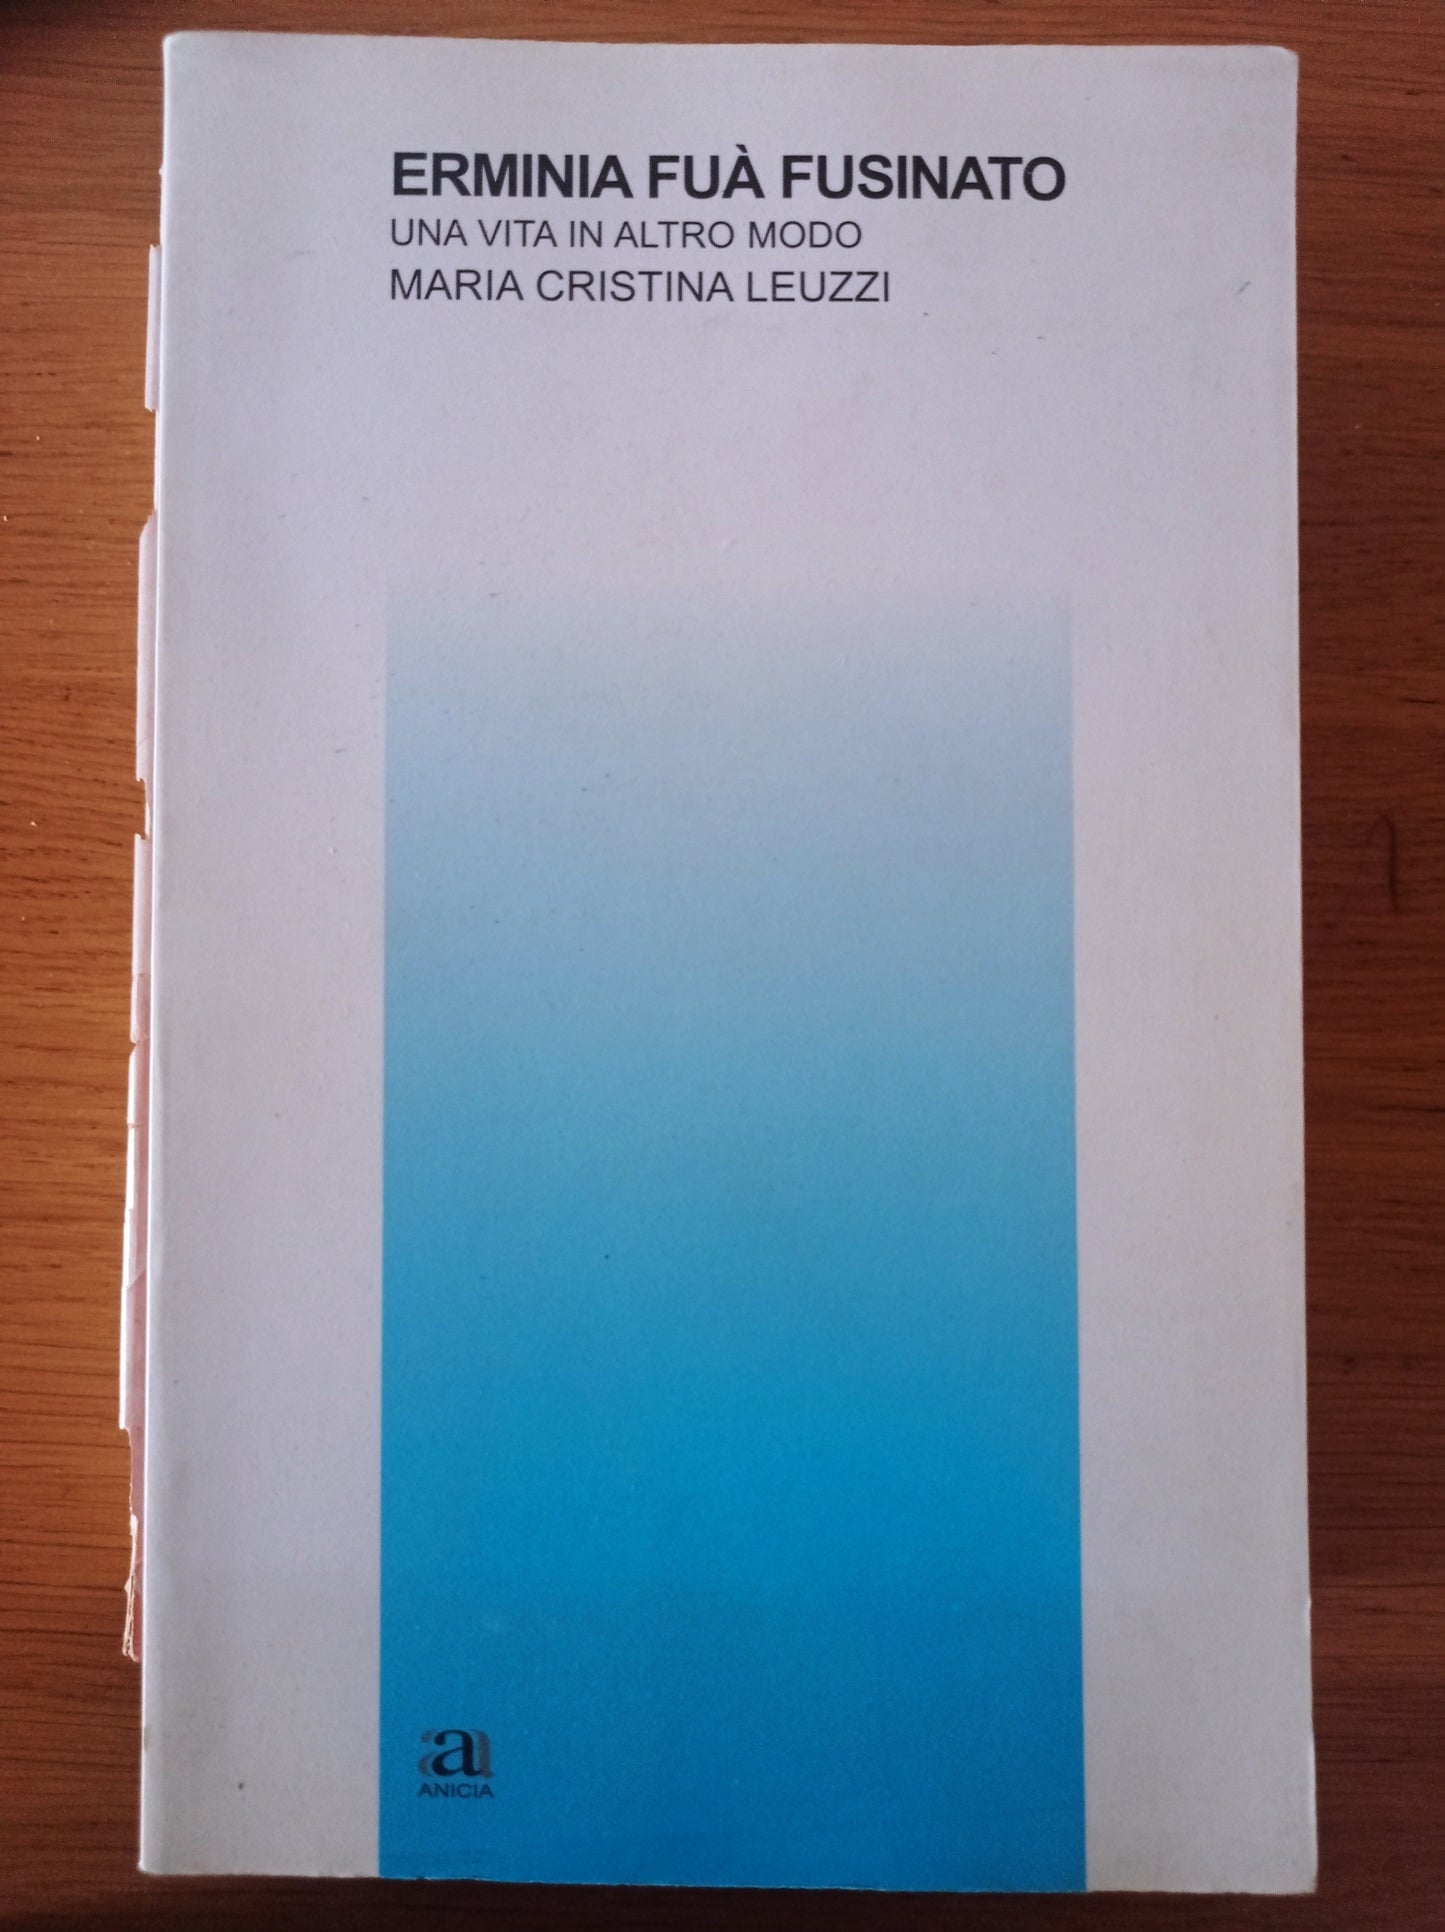 ERMINIA FUÀ FUSINATO
UNA VITA IN ALTRO MODO
MARIA CRISTINA LEUZZI
a
ANICIA